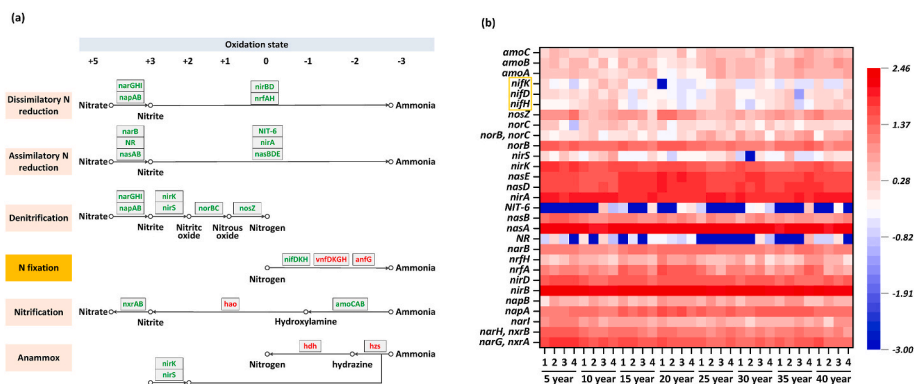 (a)
Oxidation state
+5 +3 +2 +1 0 -1 -2 -3
Dissimilatory N
reduction
narGHI
napAB
nirBD
nrfAH
Nitrate
Nitrite
Ammonia
Assimilatory N
reduction
narB
NR
nasAB
NIT-6
nirA
nasBDE
Nitrate
Nitrite
Ammonia
Denitrification
narGHI
napAB
nirK
nirS
norBC
nosZ
Nitrate
Nitrite
Nitritc
oxide
Nitrous
oxide
Nitrogen
N fixation
nifDKH
vnfDKGH
anfG
Nitrogen
Ammonia
Nitrification
nxrAB
hao
amoCAB
Nitrate
Nitrite
Hydroxylamine
Ammonia
Anammox
hdh
hzs
Nitrogen
hydrazine
Ammonia
nirK
nirS
(b)
amoC
amoB
amoA
nifK
nifD
nifH
nosZ
norC
norB, norC
norB
nirS
nirK
nasE
nasD
nirA
NIT-6
nasB
nasA
NR
narB
nrfH
nrfA
nirD
nirB
napB
napA
narI
narH, nxrB
narG, nxrA
1 2 3 4 1 2 3 4 1 2 3 4 1 2 3 4 1 2 3 4 1 2 3 4 1 2 3 4 1 2 3 4
5 year 10 year 15 year 20 year 25 year 30 year 35 year 40 year
2.46
1.37
0.28
-0.82
-1.91
-3.00